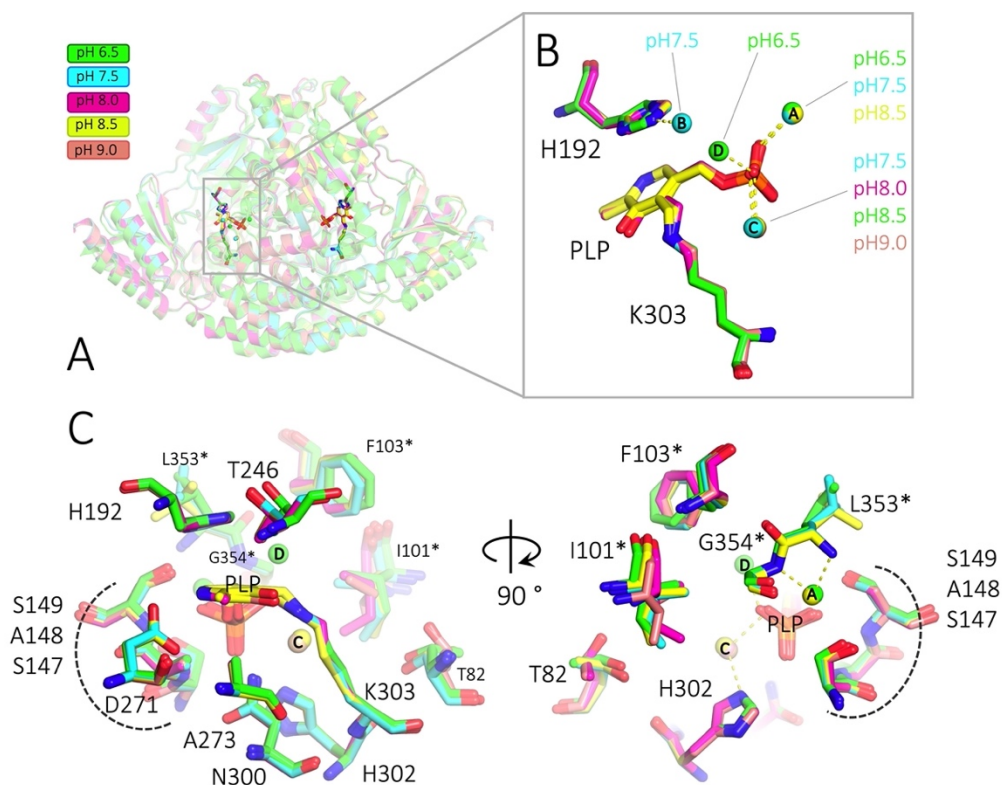 pH 6.5
pH 7.5
pH 8.0
pH 8.5
pH 9.0
A
B
pH7.5
pH6.5
pH6.5
pH7.5
pH8.5
A
B
D
H192
pH7.5
pH8.0
pH8.5
pH9.0
C
PLP
K303
C
L353*
T246
F103*
H192
D
G354*
I101*
PLP
S149
A148
S147
C
D271
T82
K303
A273
N300
H302
90 °
F103*
L353*
I101*
G354*
D
S149
A148
S147
A
PLP
C
T82
H302